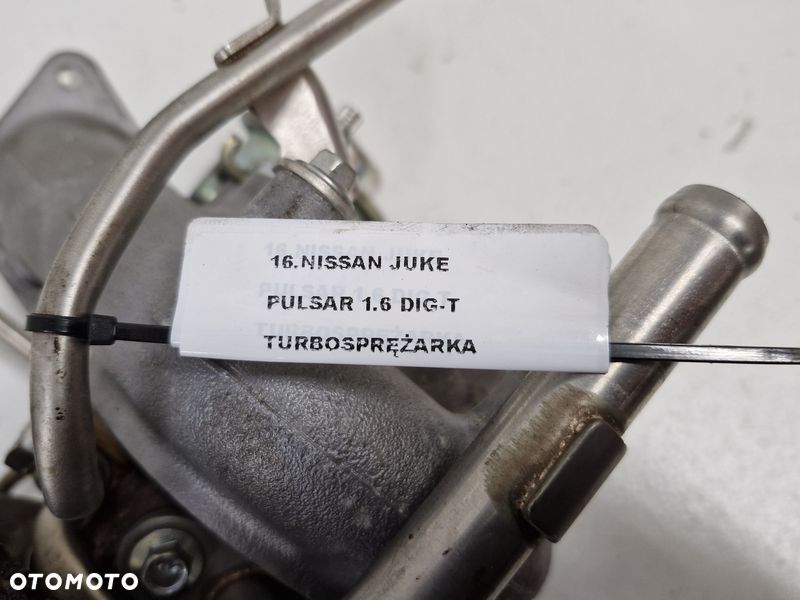 16.NISSAN JUKE
PULSAR 1.6 DIG-T
TURBOSPRĘŻARKA
OTOMOTO